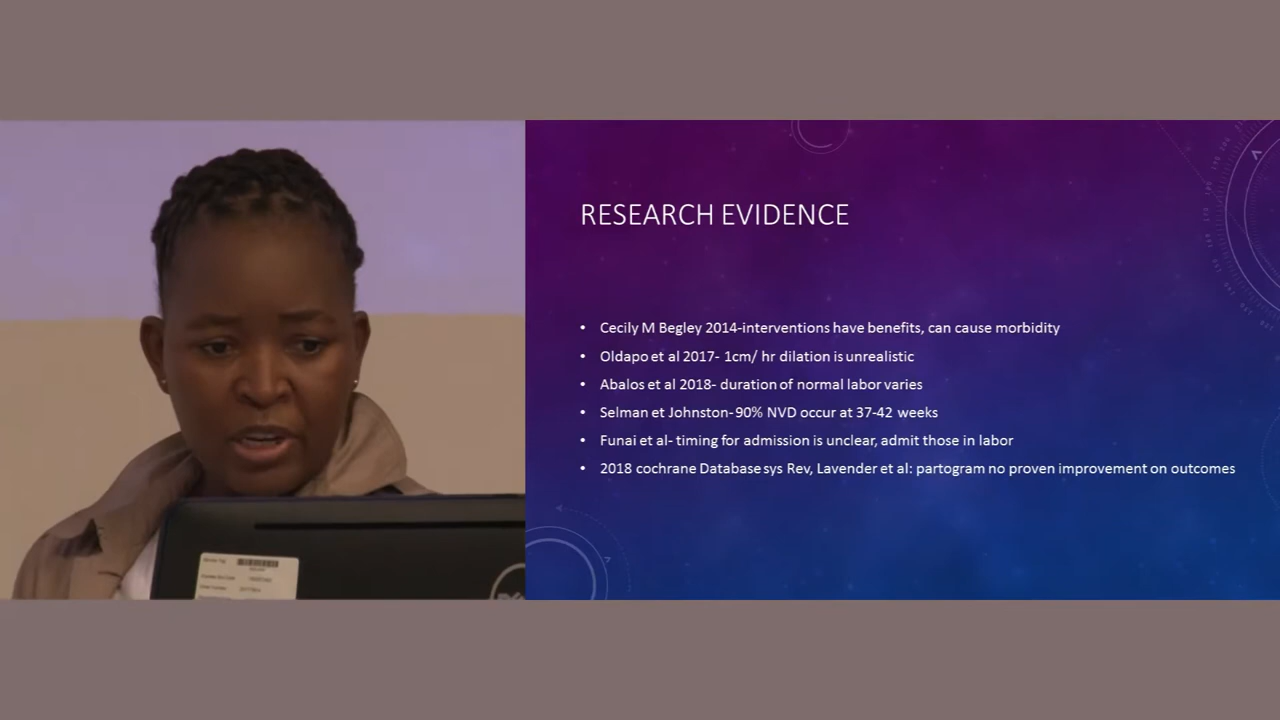 RESEARCH EVIDENCE
• Cecily M Begley 2014-interventions have benefits, can cause morbidity
• Oldapo et al 2017- 1cm/ hr dilation is unrealistic
• Abalos et al 2018- duration of normal labor varies
• Selman et Johnston-90% NVD occur at 37-42 weeks
• Funai et al- timing for admission is unclear, admit those in labor
• 2018 cochrane Database sys Rev, Lavender et al: partogram no proven improvement on outcomes